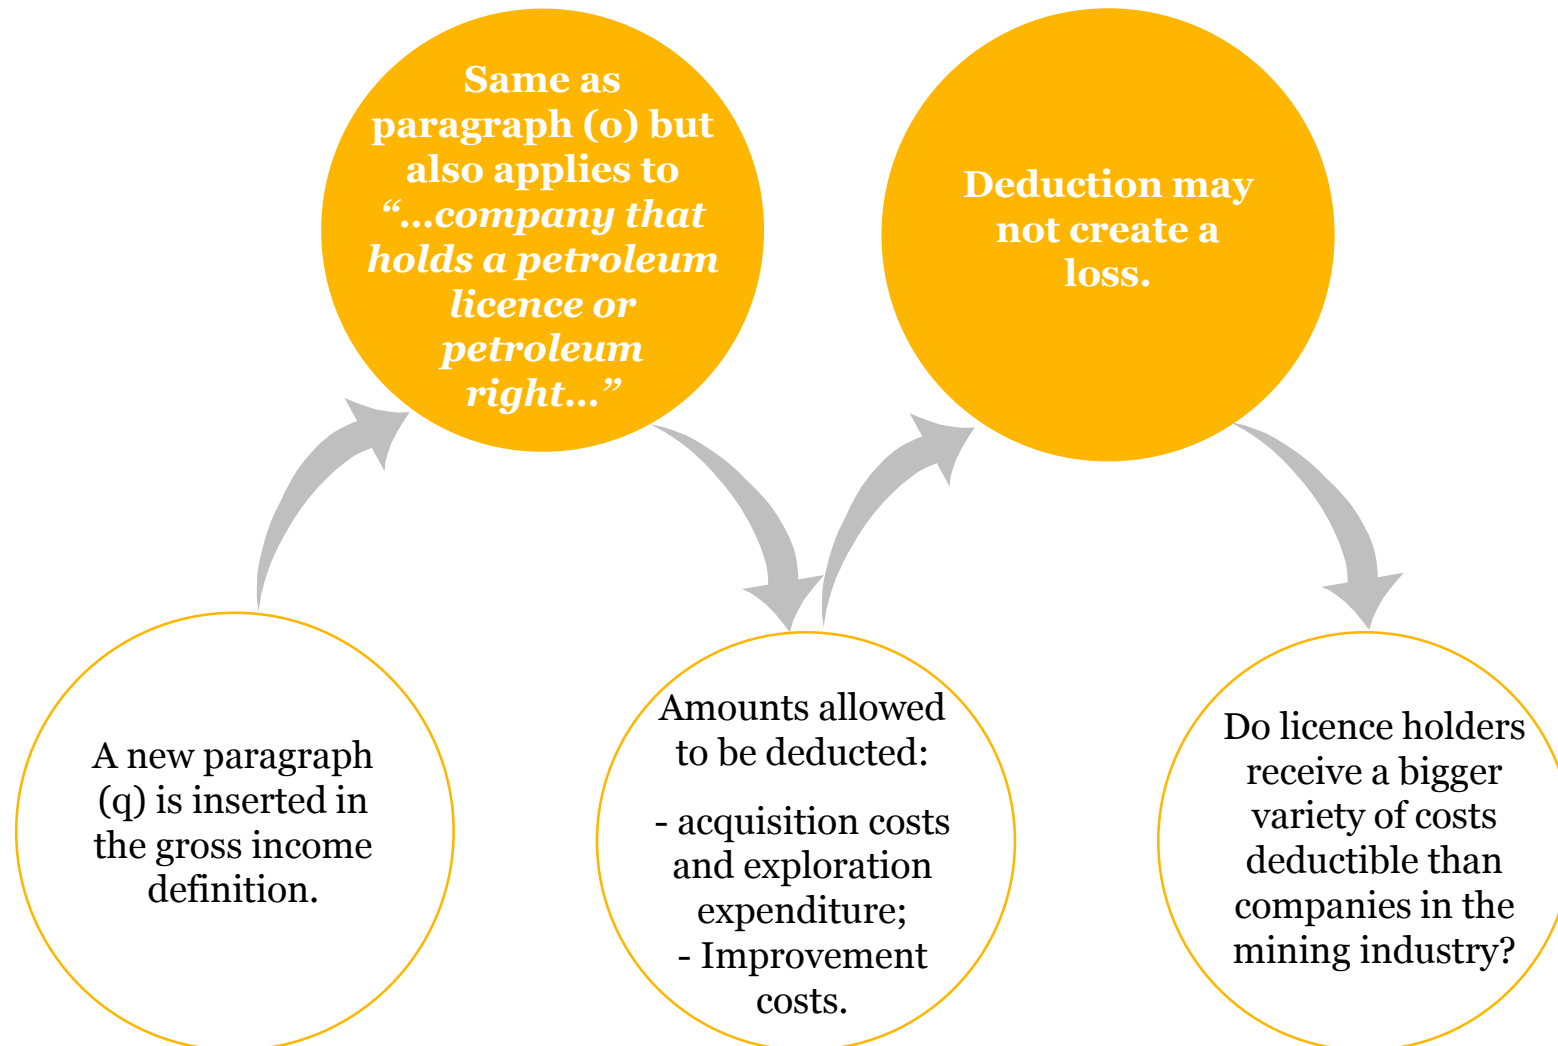 A new paragraph
(q) is inserted in
the gross income
definition.
Same as
paragraph (o) but
also applies to
“…company that
holds a petroleum
licence or
petroleum
right…”
Amounts allowed
to be deducted:
- acquisition costs
and exploration
expenditure;
- Improvement
costs.
Deduction may
not create a
loss.
Do licence holders
receive a bigger
variety of costs
deductible than
companies in the
mining industry?